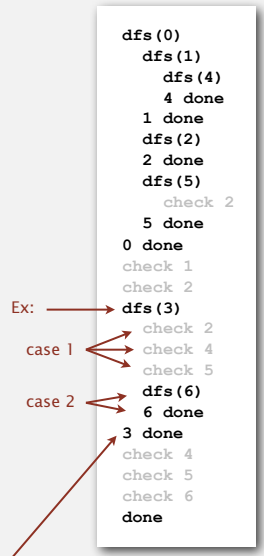 dfs(0)
dfs(1)
dfs(4)
4 done
1 done
dfs(2)
2 done
dfs(5)
check 2
5 done
0 done
check 1
check 2
Ex: dfs(3)
check 2
case 1 check 4
check 5
dfs(6)
case 2 6 done
3 done
check 4
check 5
check 6
done